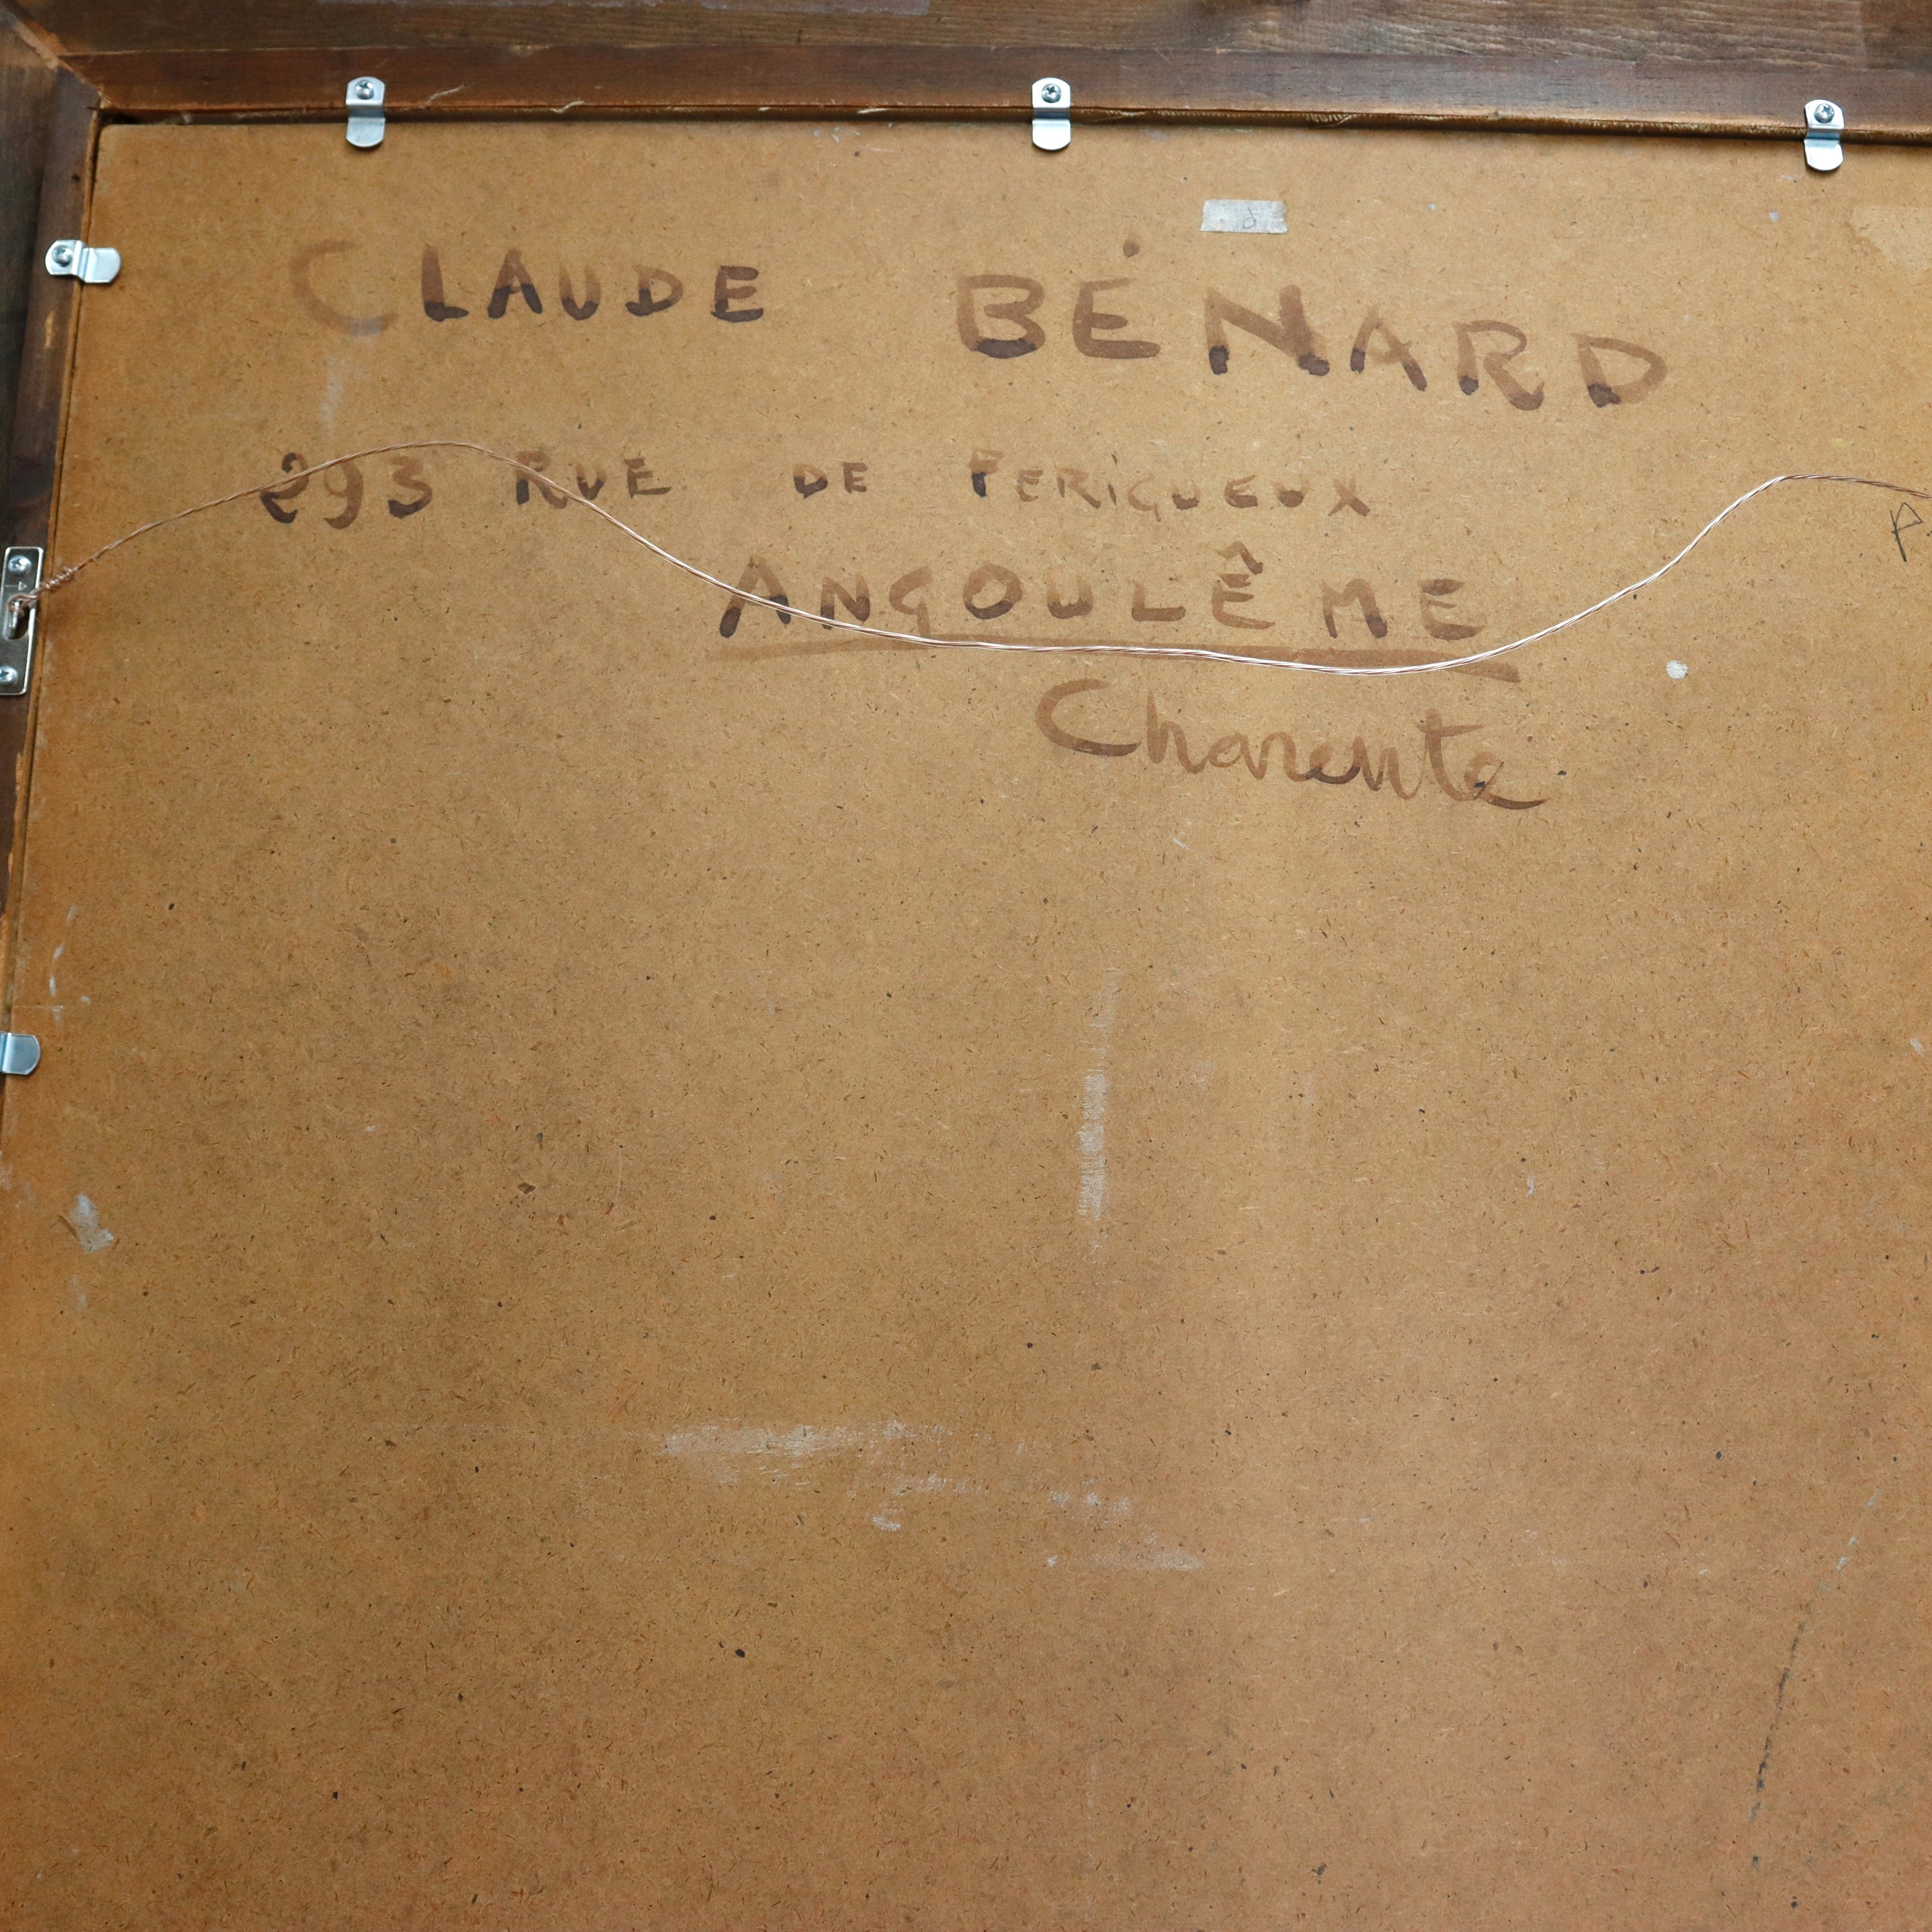 CLAUDE BÉNARD
293 RUE DE PERIGUEUX
ANGOULÊME
Charente